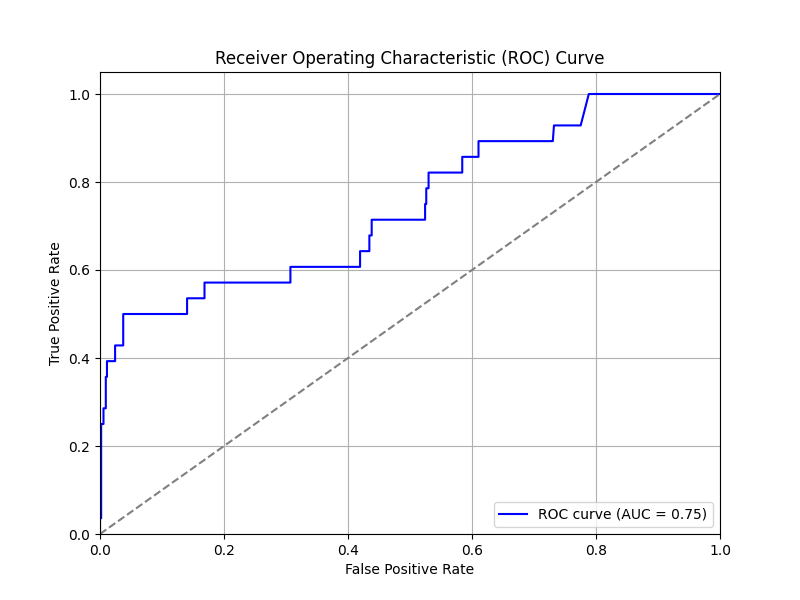 Receiver Operating Characteristic (ROC) Curve
1.0
0.8
0.6
0.4
0.2
0.0
True Positive Rate
ROC curve (AUC = 0.75)
0.0 0.2 0.4 0.6 0.8 1.0
False Positive Rate